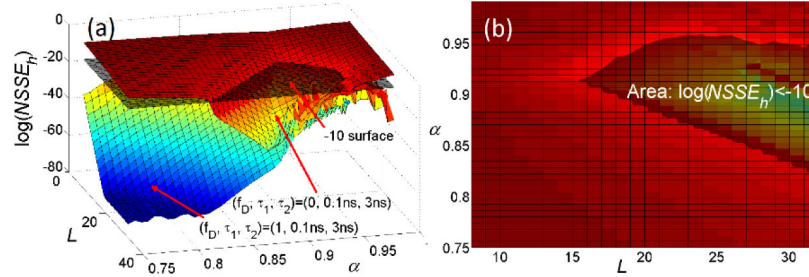 (a)
0
-20
-40
-60
-80
log(NSSE_h)
0
20
40
L
0.75
0.8
0.85
0.9
0.95
α
-10 surface
(f_D, τ_1, τ_2)=(0, 0.1ns, 3ns)
(f_D, τ_1, τ_2)=(1, 0.1ns, 3ns)
(b)
0.95
0.9
0.85
0.8
0.75
α
Area: log(NSSE_h)<-10
10
15
20
25
30
L